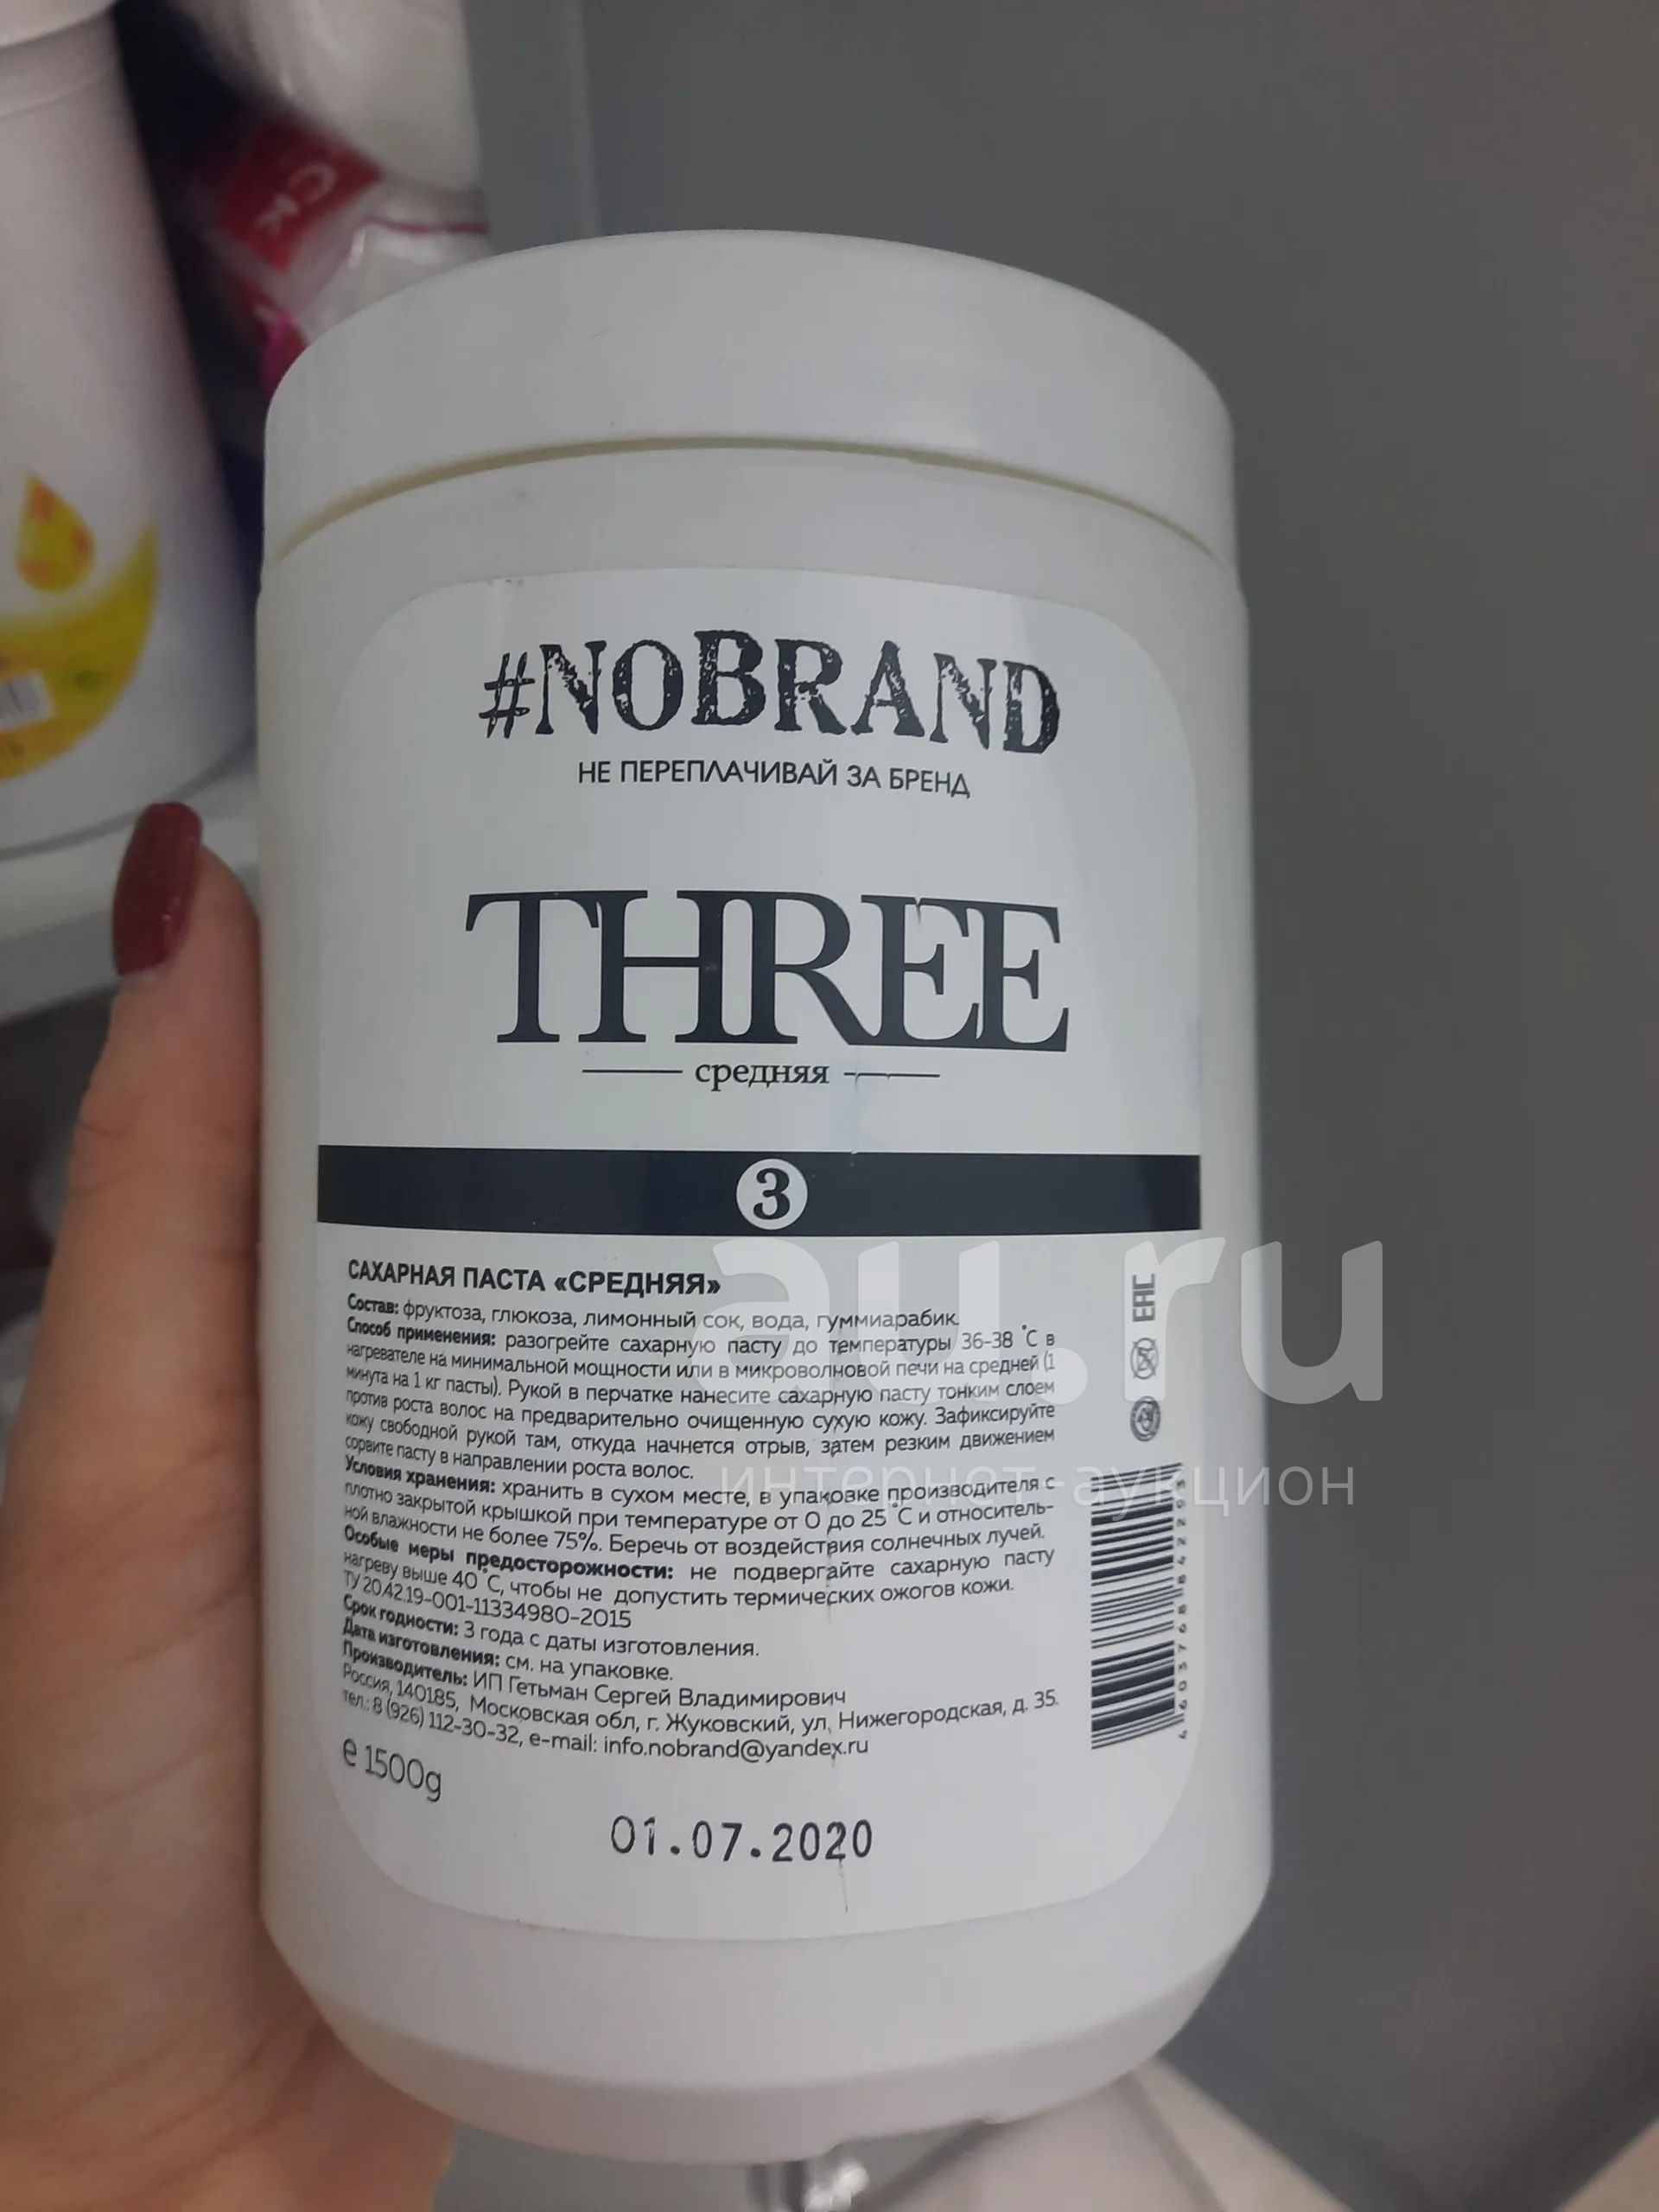 #NOBRAND
НЕ ПЕРЕПЛАЧИВАЙ ЗА БРЕНД
THREE
средняя
3
САХАРНАЯ ПАСТА «СРЕДНЯЯ»
Состав: фруктоза, глюкоза, лимонный сок, вода, гуммиарабик.
Способ применения: разогрейте сахарную пасту до температуры 36-38 °С в
нагревателе на минимальной мощности или в микроволновой печи на средней (1
минута на 1 кг пасты). Рукой в перчатке нанесите сахарную пасту тонким слоем
против роста волос на предварительно очищенную сухую кожу. Зафиксируйте
кожу свободной рукой там, откуда начнется отрыв, затем резким движением
сорвите пасту в направлении роста волос.
Условия хранения: хранить в сухом месте, в упаковке производителя с
плотно закрытой крышкой при температуре от 0 до 25 °С и относитель-
ной влажности не более 75%. Беречь от воздействия солнечных лучей.
Особые меры предосторожности: не подвергайте сахарную пасту
нагреву выше 40 °С, чтобы не допустить термических ожогов кожи.
ТУ 20.42.19-001-11334980-2015
Срок годности: 3 года с даты изготовления.
Дата изготовления: см. на упаковке.
Производитель: ИП Гетьман Сергей Владимирович
Россия, 140185, Московская обл, г. Жуковский, ул. Нижегородская, д. 35.
тел.: 8 (926) 112-30-32, e-mail: info.nobrand@yandex.ru
e 1500g
01.07.2020
EAC
5
4603768842293
au.ru
интернет-аукцион
СК